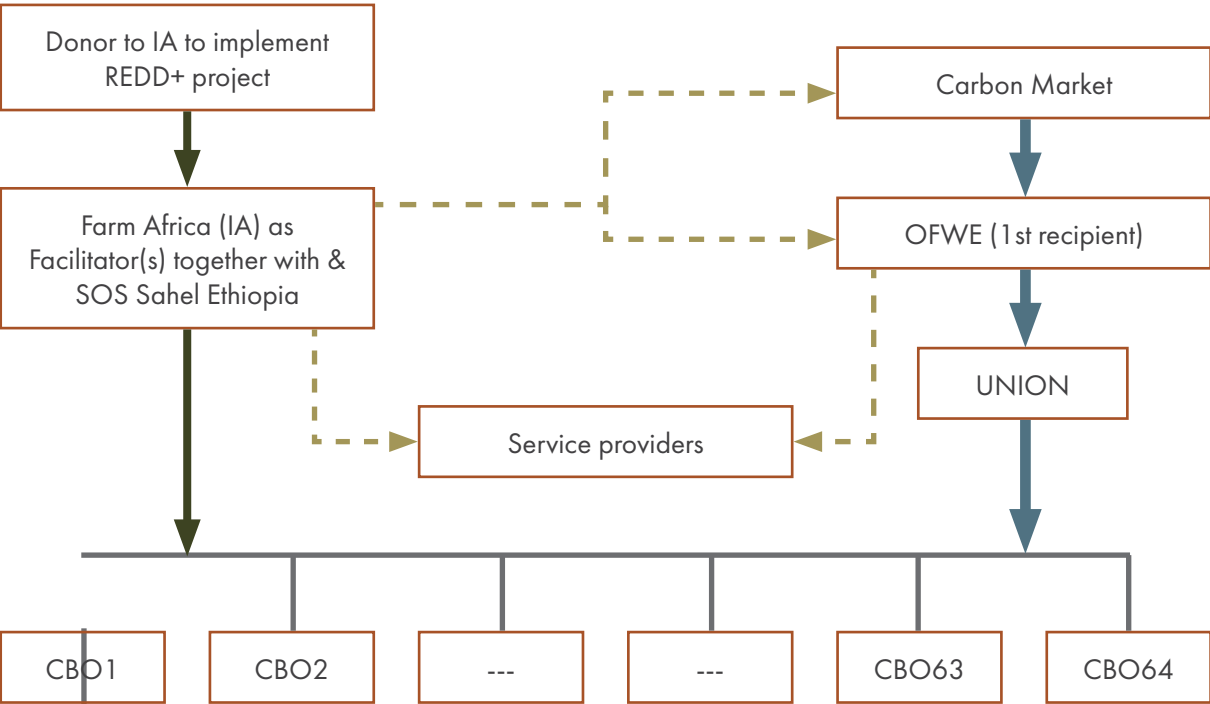 Donor to IA to implement
REDD+ project
Carbon Market
Farm Africa (IA) as
Facilitator(s) together with &
SOS Sahel Ethiopia
OFWE (1st recipient)
UNION
Service providers
CBO1
CBO2
---
---
CBO63
CBO64